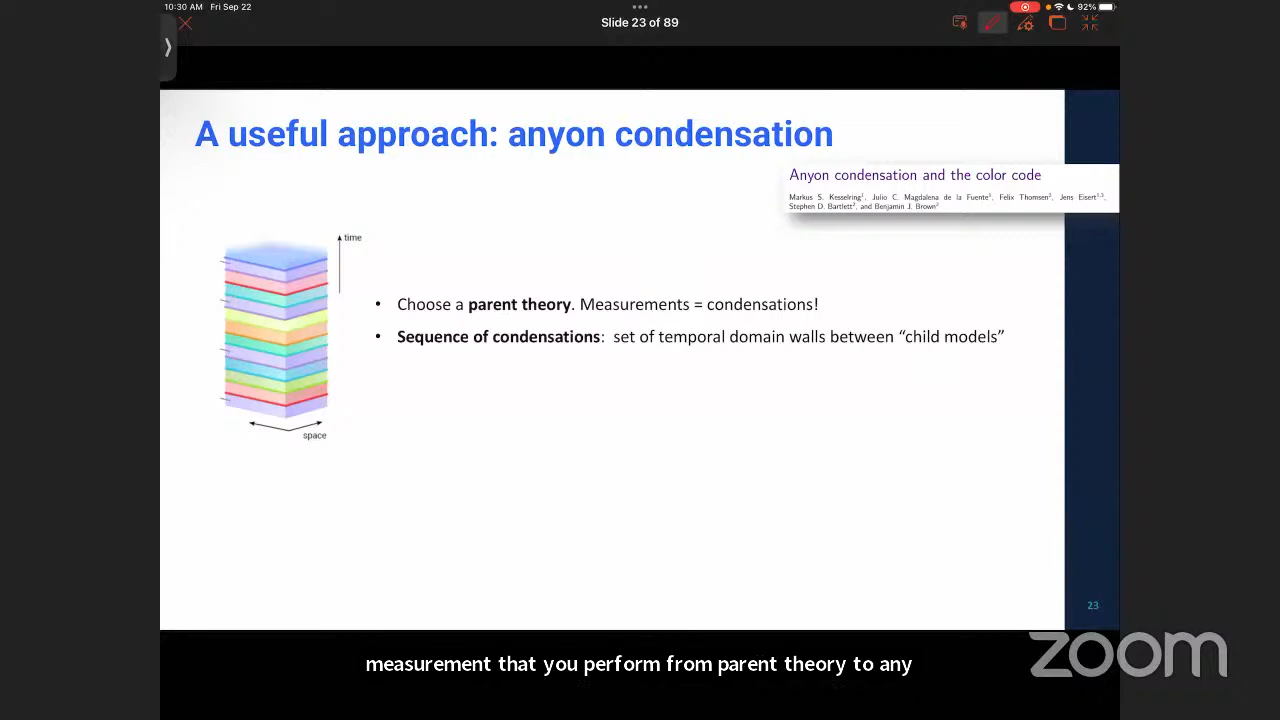 10:30 AM Fri Sep 22
92%
Slide 23 of 89
A useful approach: anyon condensation
Anyon condensation and the color code
Markus S. Kesselring1, Julio C. Magdalena de la Fuente1, Felix Thomsen2, Jens Eisert1,3,
Stephen D. Bartlett2, and Benjamin J. Brown2
time
• Choose a parent theory. Measurements = condensations!
• Sequence of condensations: set of temporal domain walls between “child models”
space
23
measurement that you perform from parent theory to any
zoom